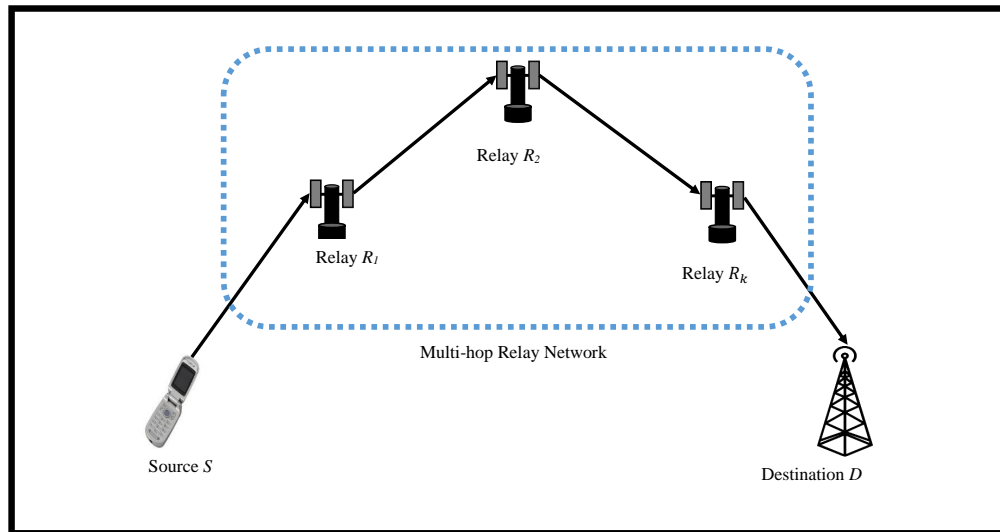 Relay R2
Relay R1
Relay Rk
Multi-hop Relay Network
Source S
Destination D